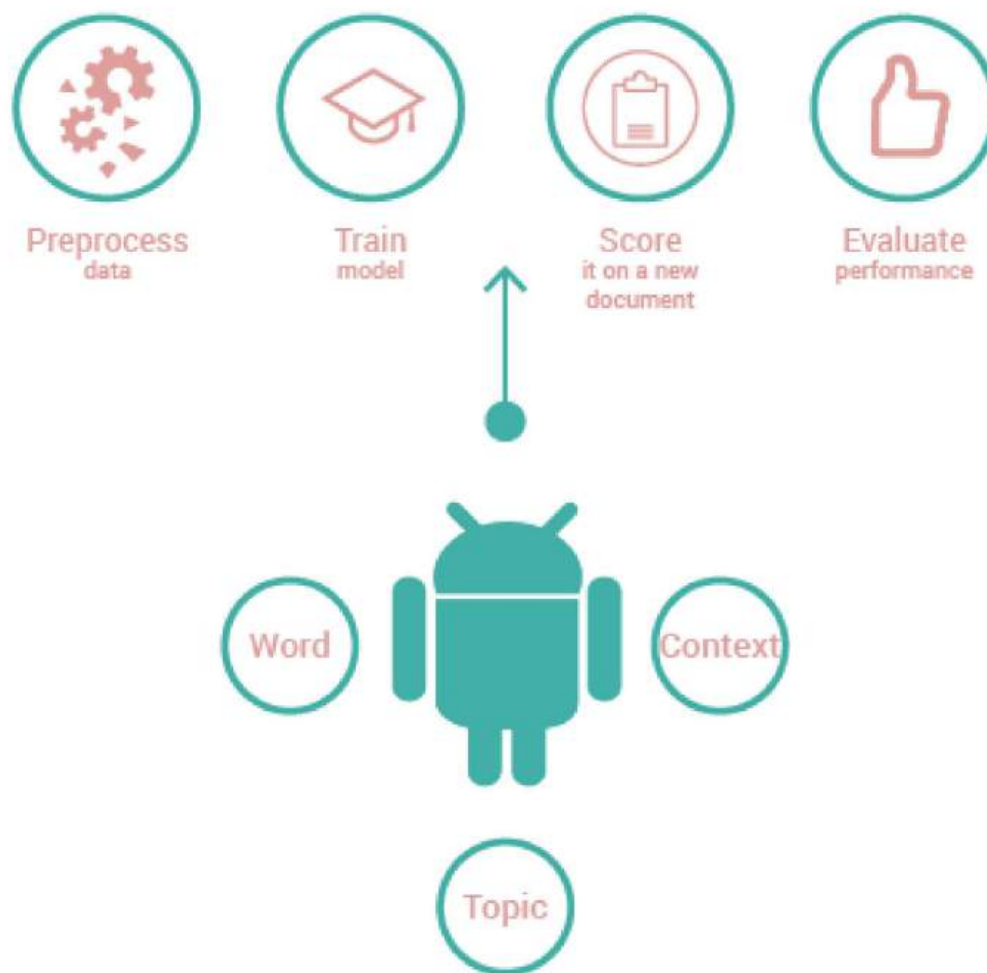 Preprocess
data
Train
model
Score
it on a new
document
Evaluate
performance
Word
Context
Topic